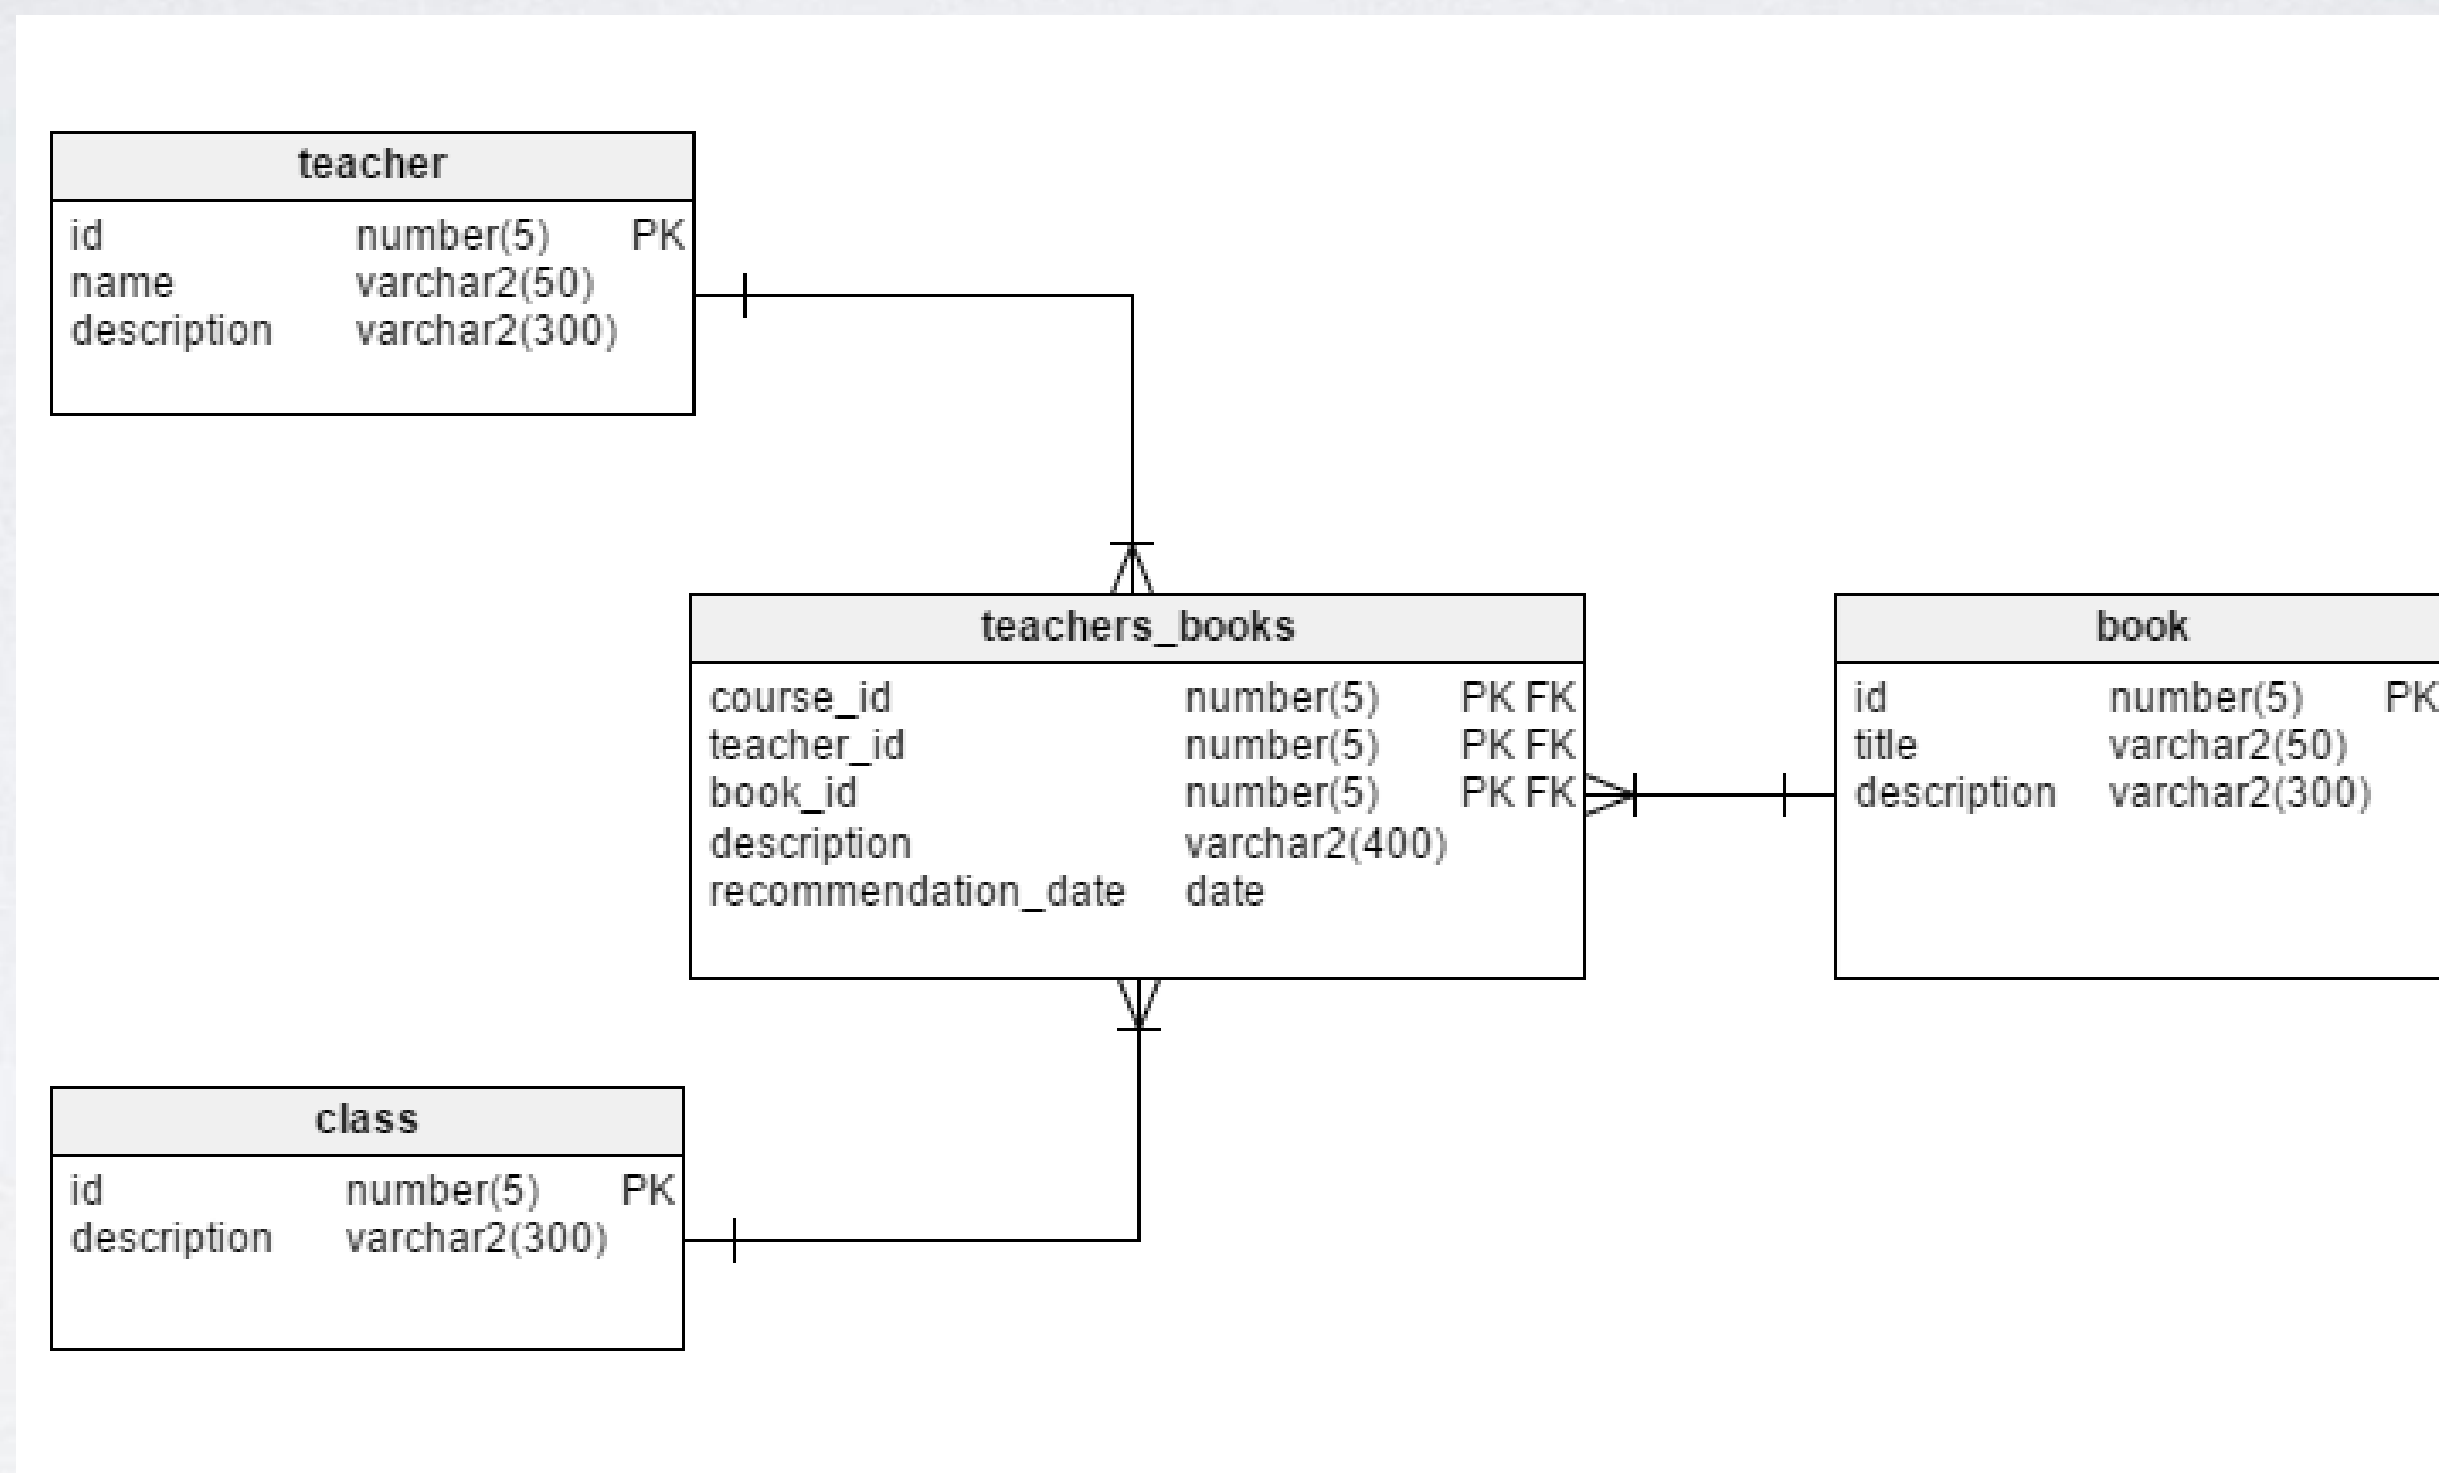 teacher
id number(5) PK
name varchar2(50)
description varchar2(300)
teachers_books
course_id number(5) PK FK
teacher_id number(5) PK FK
book_id number(5) PK FK
description varchar2(400)
recommendation_date date
book
id number(5) PK
title varchar2(50)
description varchar2(300)
class
id number(5) PK
description varchar2(300)